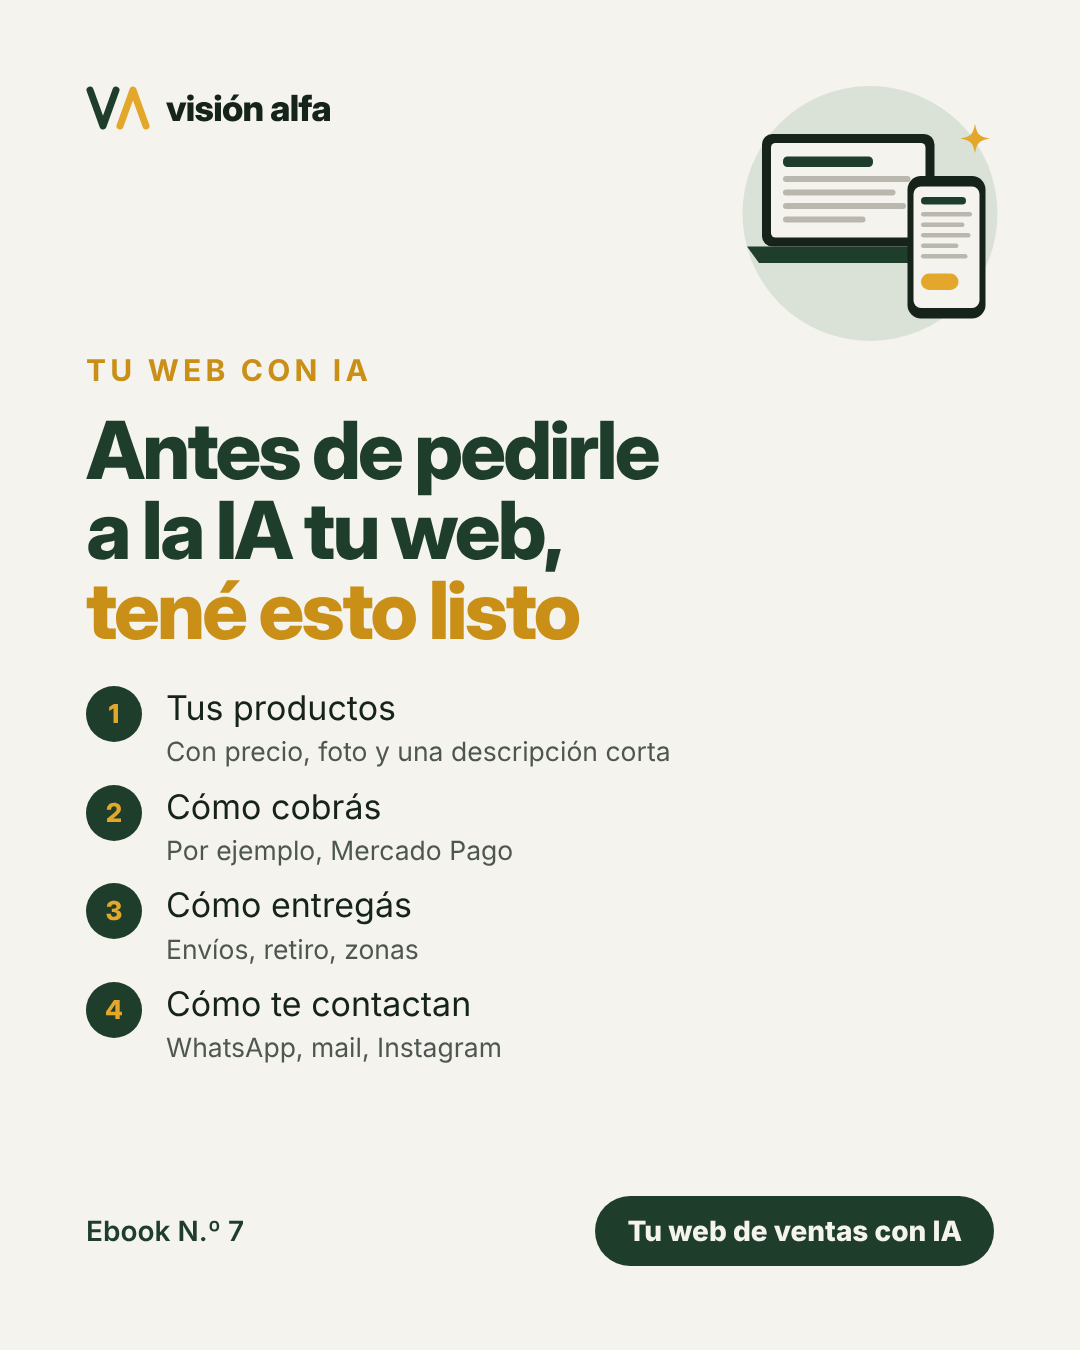 visión alfa
TU WEB CON IA
Antes de pedirle
a la IA tu web,
tené esto listo
1 Tus productos
Con precio, foto y una descripción corta
2 Cómo cobrás
Por ejemplo, Mercado Pago
3 Cómo entregás
Envíos, retiro, zonas
4 Cómo te contactan
WhatsApp, mail, Instagram
Ebook N.º 7
Tu web de ventas con IA